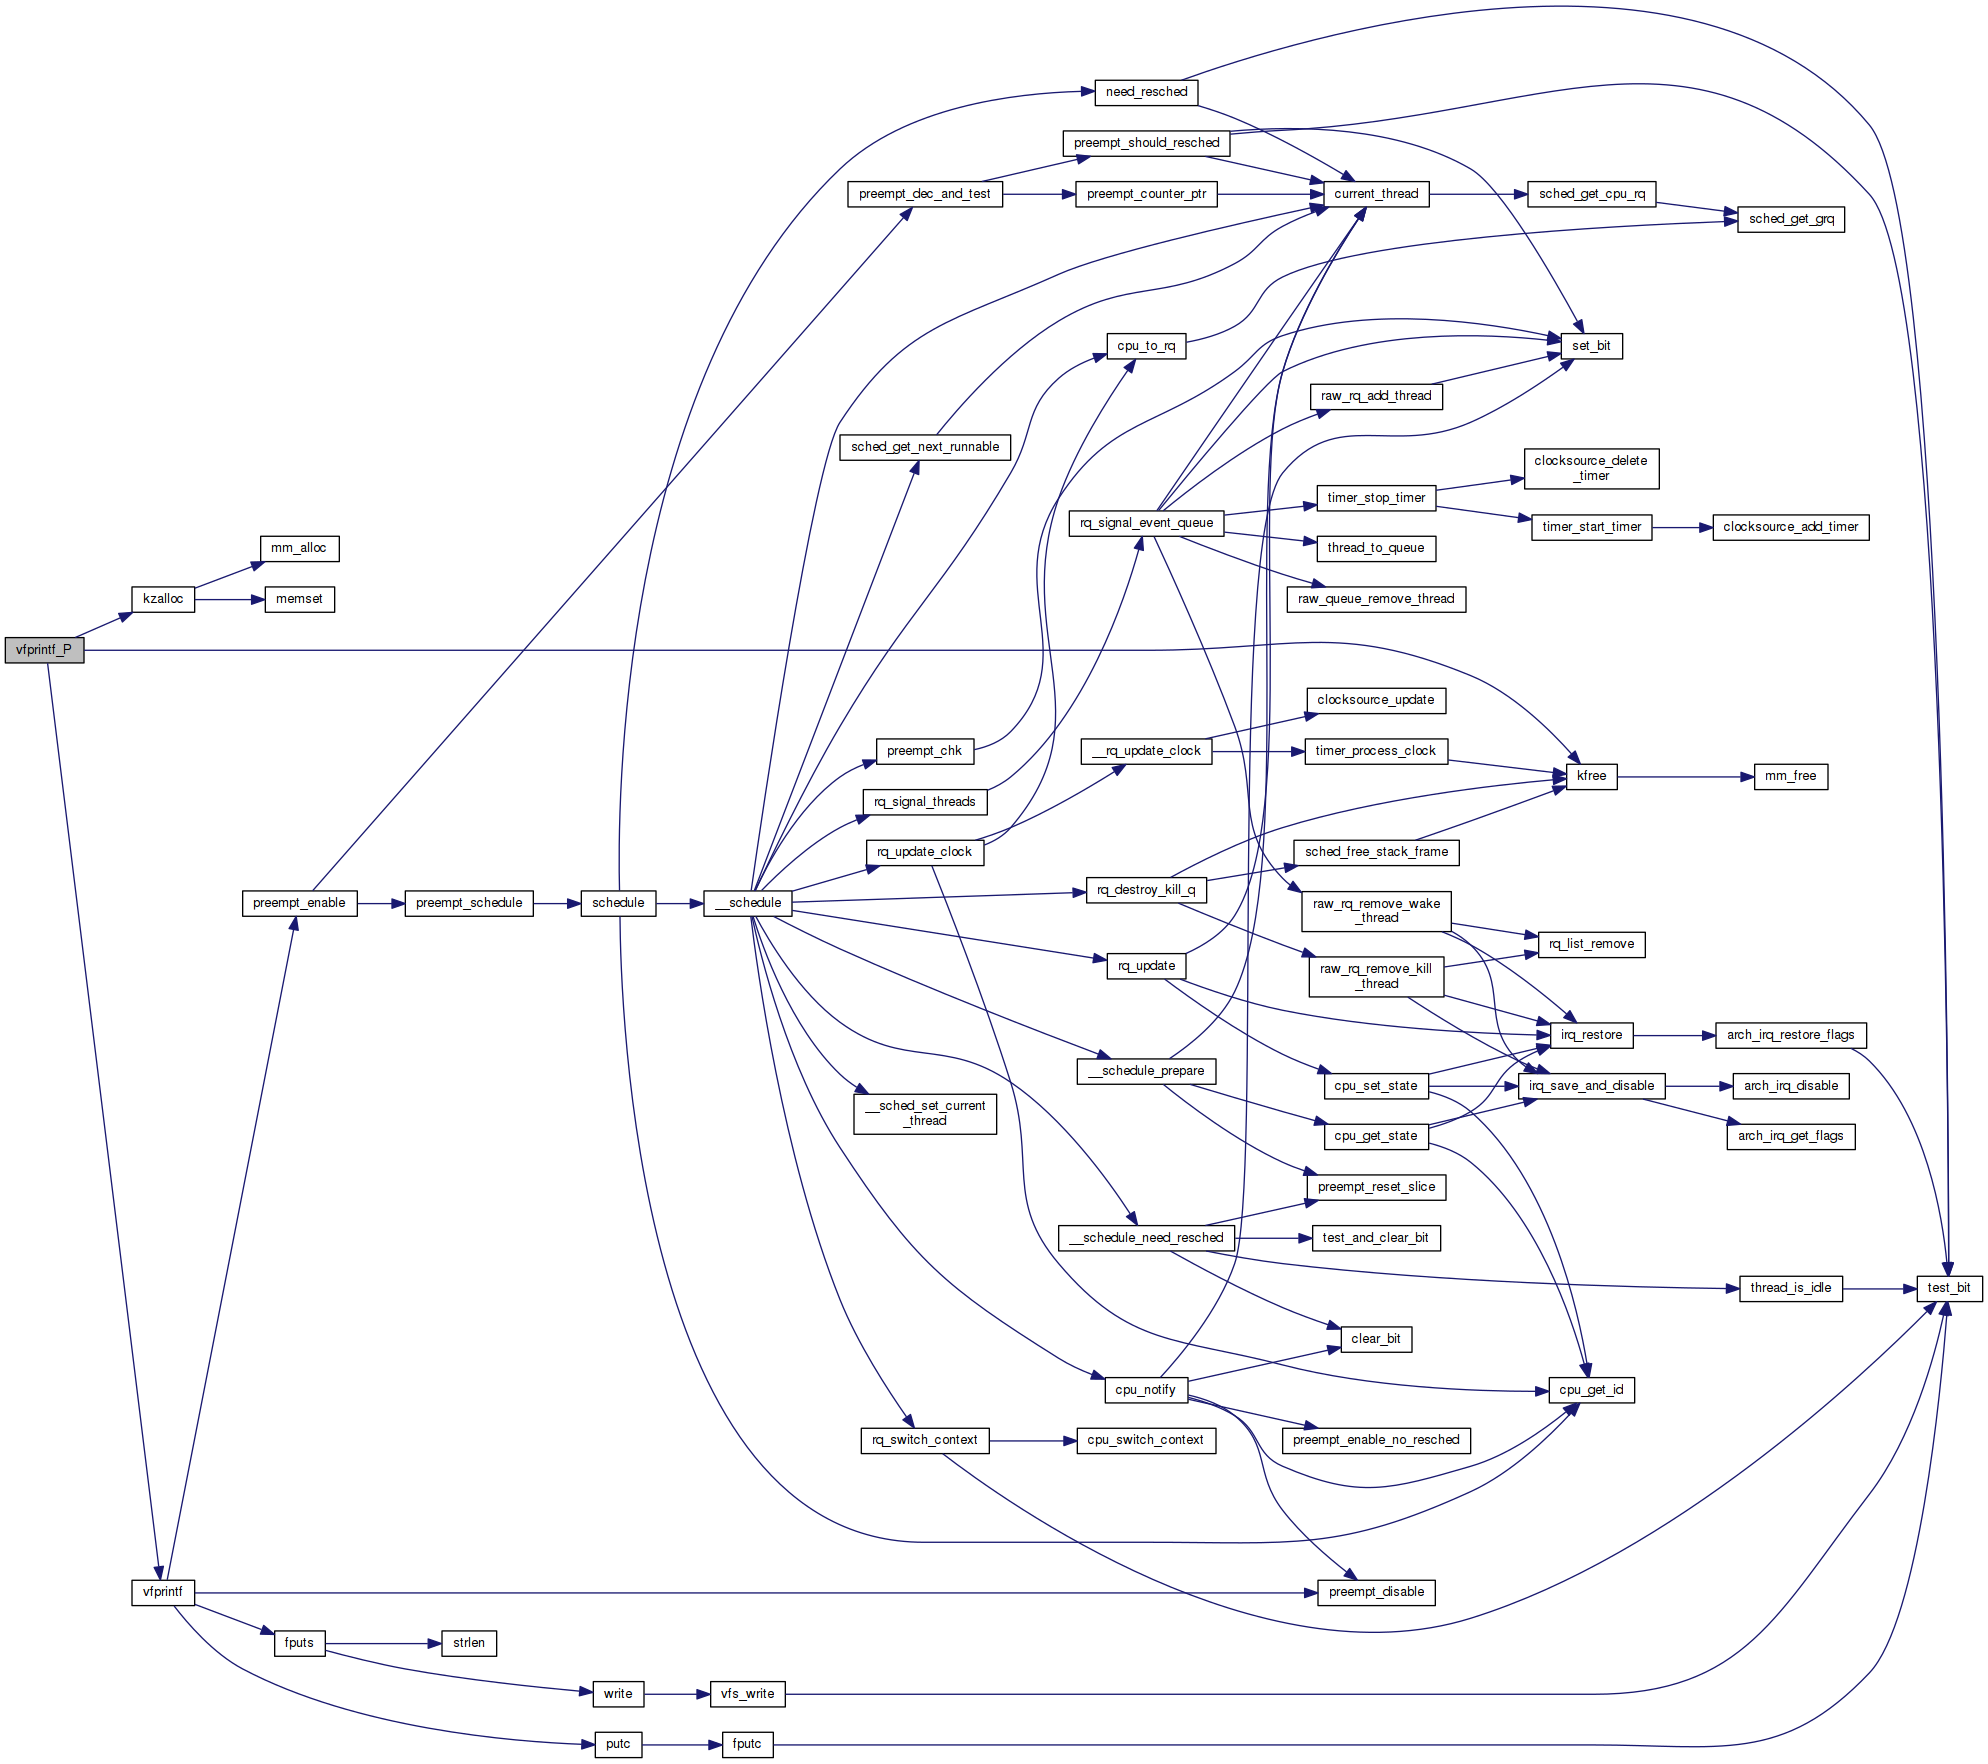 need_resched
preempt_should_resched
preempt_dec_and_test
preempt_counter_ptr
current_thread
sched_get_cpu_rq
sched_get_grq
cpu_to_rq
set_bit
raw_rq_add_thread
sched_get_next_runnable
clocksource_delete
_timer
timer_stop_timer
rq_signal_event_queue
timer_start_timer
clocksource_add_timer
mm_alloc
thread_to_queue
kzalloc
memset
raw_queue_remove_thread
vfprintf_P
clocksource_update
preempt_chk
__rq_update_clock
timer_process_clock
kfree
mm_free
rq_signal_threads
rq_update_clock
sched_free_stack_frame
rq_destroy_kill_q
preempt_enable
preempt_schedule
schedule
__schedule
raw_rq_remove_wake
_thread
rq_list_remove
rq_update
raw_rq_remove_kill
_thread
irq_restore
arch_irq_restore_flags
__schedule_prepare
cpu_set_state
irq_save_and_disable
arch_irq_disable
__sched_set_current
_thread
cpu_get_state
arch_irq_get_flags
preempt_reset_slice
__schedule_need_resched
test_and_clear_bit
thread_is_idle
test_bit
clear_bit
cpu_notify
cpu_get_id
rq_switch_context
cpu_switch_context
preempt_enable_no_resched
vfprintf
preempt_disable
fputs
strlen
write
vfs_write
putc
fputc